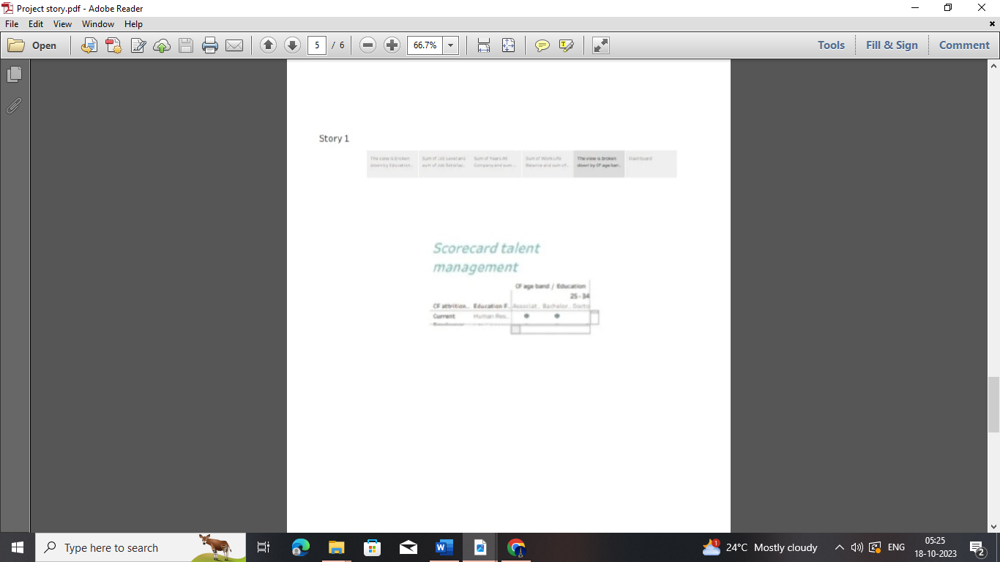 Project story.pdf - Adobe Reader
File Edit View Window Help
Open 5 / 6 66.7% Tools Fill & Sign Comment
Story 1
The view is broken down by Education...
Sum of Job Level and sum of Job Satisfac..
Sum of Years At Company and sum ...
Sum of Work Life Balance and sum of...
The view is broken down by CF age ban..
Dashboard
Scorecard talent
management
CF age band / Education
25 - 34
CF attrition.. Education F.. Associat.. Bachelor.. Docto
Current Human Res..
Type here to search
24°C Mostly cloudy
ENG
05:25
18-10-2023
2
1